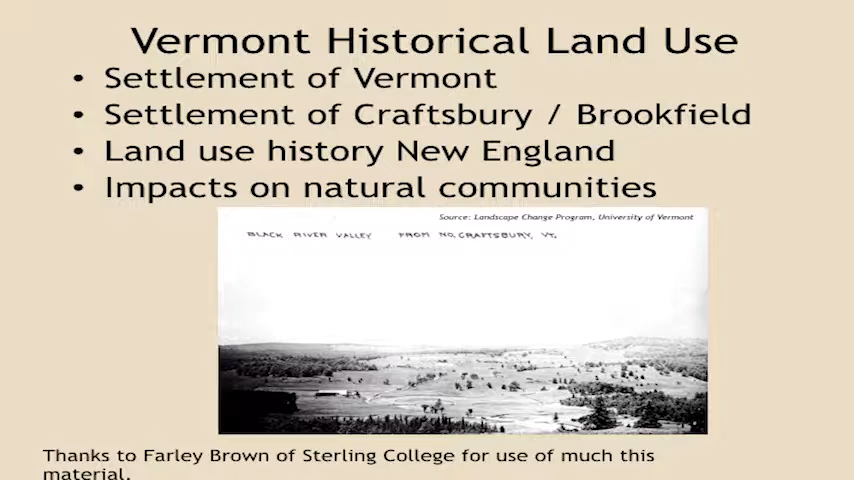 Vermont Historical Land Use
• Settlement of Vermont
• Settlement of Craftsbury / Brookfield
• Land use history New England
• Impacts on natural communities
Source: Landscape Change Program, University of Vermont
BLACK RIVER VALLEY FROM NO. CRAFTSBURY, VT.
Thanks to Farley Brown of Sterling College for use of much this
material.